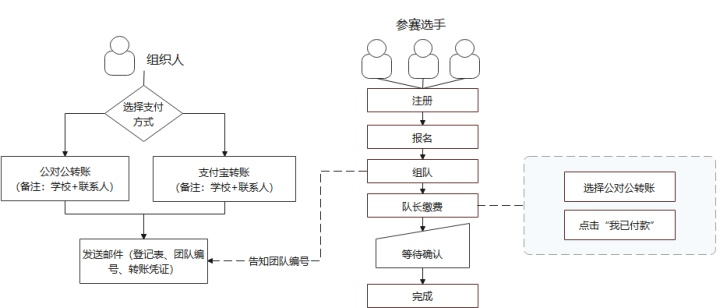 组织人
选择支付
方式
公对公转账
（备注：学校+联系人）
支付宝转账
（备注：学校+联系人）
发送邮件（登记表、团队编
号、转账凭证）
告知团队编号
参赛选手
注册
报名
组队
队长缴费
等待确认
完成
选择公对公转账
点击“我已付款”